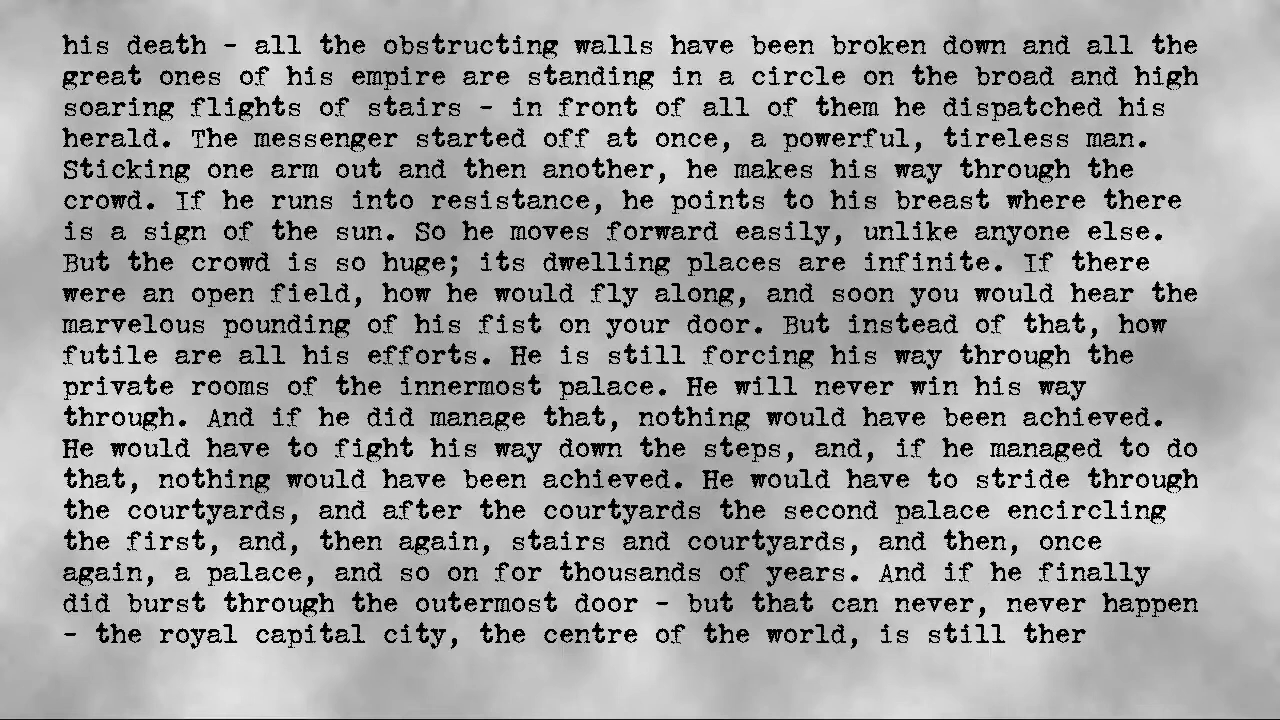 his death - all the obstructing walls have been broken down and all the
great ones of his empire are standing in a circle on the broad and high
soaring flights of stairs - in front of all of them he dispatched his
herald. The messenger started off at once, a powerful, tireless man.
Sticking one arm out and then another, he makes his way through the
crowd. If he runs into resistance, he points to his breast where there
is a sign of the sun. So he moves forward easily, unlike anyone else.
But the crowd is so huge; its dwelling places are infinite. If there
were an open field, how he would fly along, and soon you would hear the
marvelous pounding of his fist on your door. But instead of that, how
futile are all his efforts. He is still forcing his way through the
private rooms of the innermost palace. He will never win his way
through. And if he did manage that, nothing would have been achieved.
He would have to fight his way down the steps, and, if he managed to do
that, nothing would have been achieved. He would have to stride through
the courtyards, and after the courtyards the second palace encircling
the first, and, then again, stairs and courtyards, and then, once
again, a palace, and so on for thousands of years. And if he finally
did burst through the outermost door - but that can never, never happen
- the royal capital city, the centre of the world, is still ther